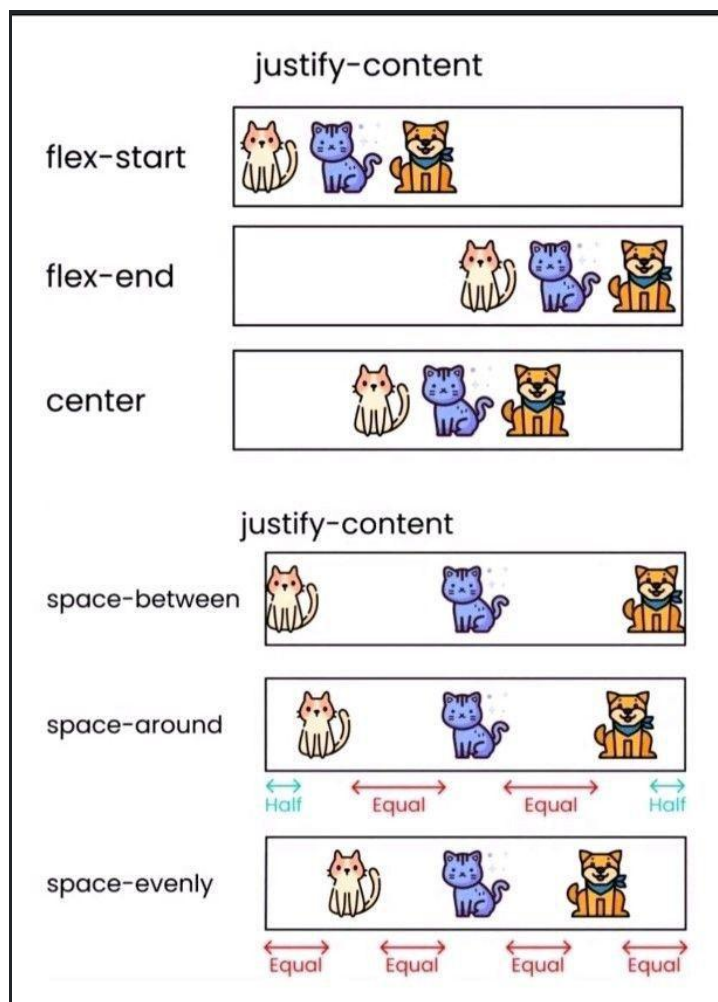 justify-content
flex-start
flex-end
center
justify-content
space-between
space-around
Half Equal Equal Half
space-evenly
Equal Equal Equal Equal